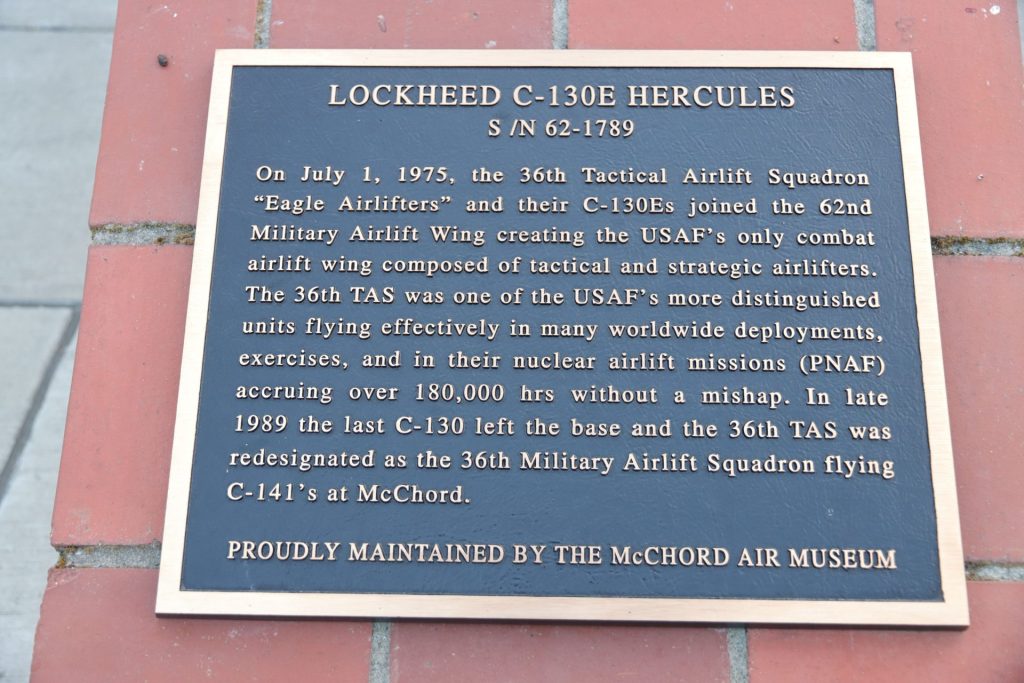 LOCKHEED C-130E HERCULES
S /N 62-1789
On July 1, 1975, the 36th Tactical Airlift Squadron
“Eagle Airlifters” and their C-130Es joined the 62nd
Military Airlift Wing creating the USAF’s only combat
airlift wing composed of tactical and strategic airlifters.
The 36th TAS was one of the USAF’s more distinguished
units flying effectively in many worldwide deployments,
exercises, and in their nuclear airlift missions (PNAF)
accruing over 180,000 hrs without a mishap. In late
1989 the last C-130 left the base and the 36th TAS was
redesignated as the 36th Military Airlift Squadron flying
C-141’s at McChord.
PROUDLY MAINTAINED BY THE McCHORD AIR MUSEUM